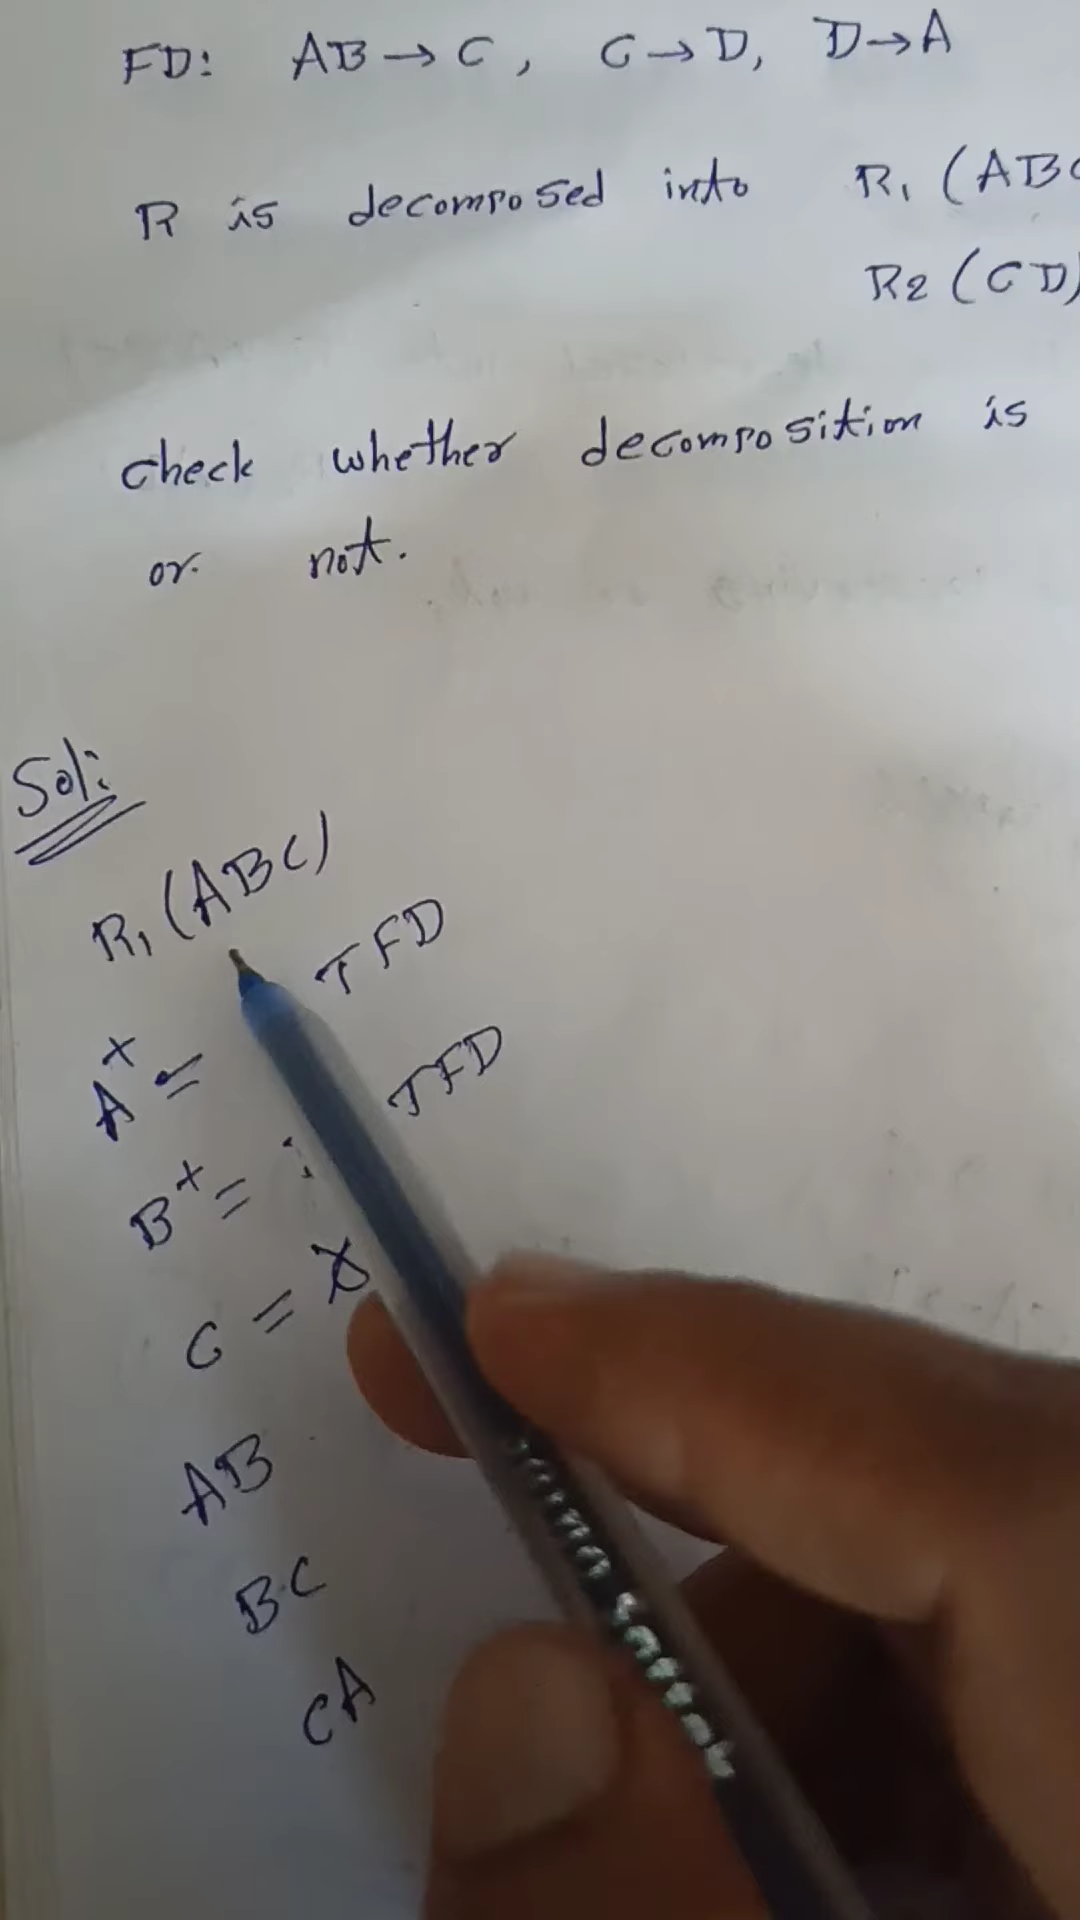 FD: AB → C, C → D, D → A
R is decomposed into R1 (ABC
R2 (CD)
check whether decomposition is
or not.
Sol:
R1 (ABC)
A+ = TFD
B+ = TFD
C =
AB
BC
CA